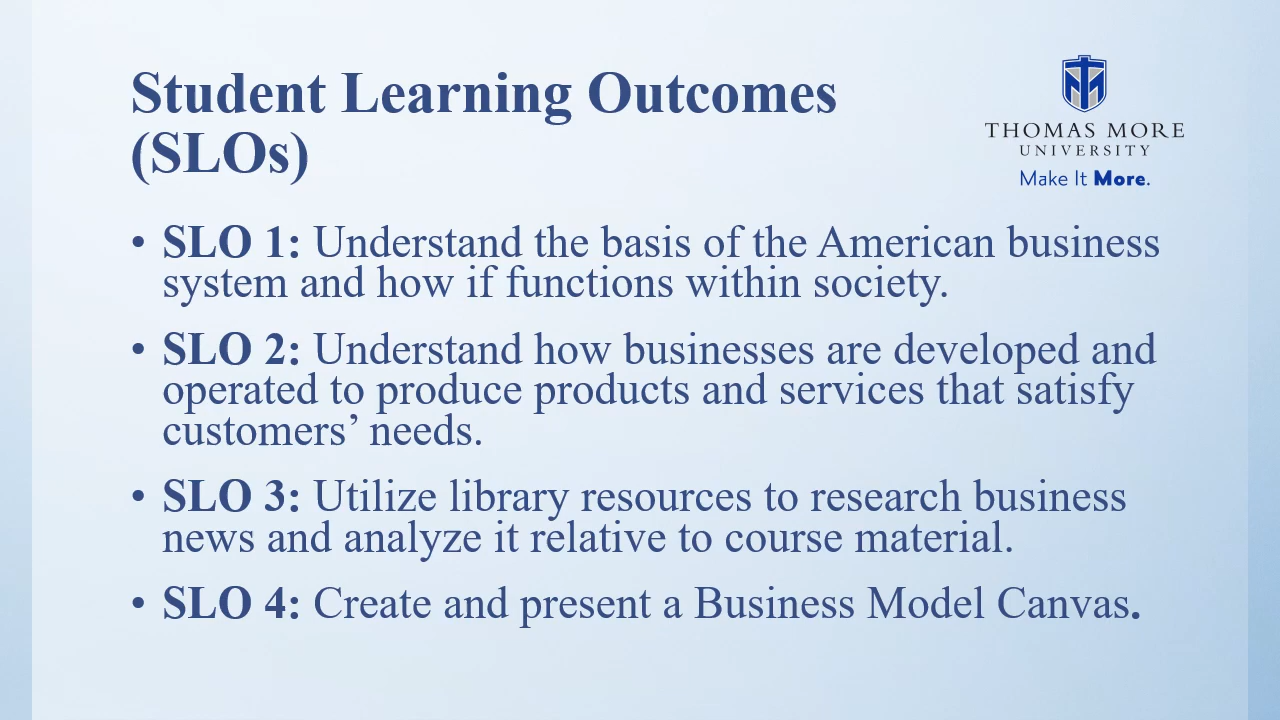 Student Learning Outcomes
(SLOs)
THOMAS MORE
UNIVERSITY
Make It More.
• SLO 1: Understand the basis of the American business
system and how if functions within society.
• SLO 2: Understand how businesses are developed and
operated to produce products and services that satisfy
customers’ needs.
• SLO 3: Utilize library resources to research business
news and analyze it relative to course material.
• SLO 4: Create and present a Business Model Canvas.